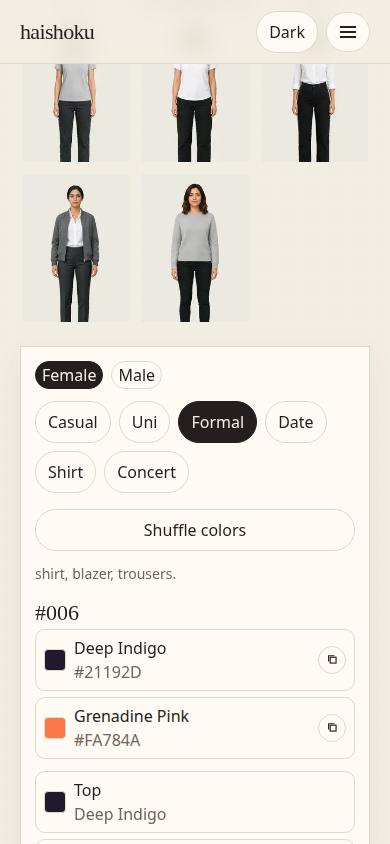 haishoku
Dark
Female
Male
Casual
Uni
Formal
Date
Shirt
Concert
Shuffle colors
shirt, blazer, trousers.
#006
Deep Indigo
#21192D
Grenadine Pink
#FA784A
Top
Deep Indigo